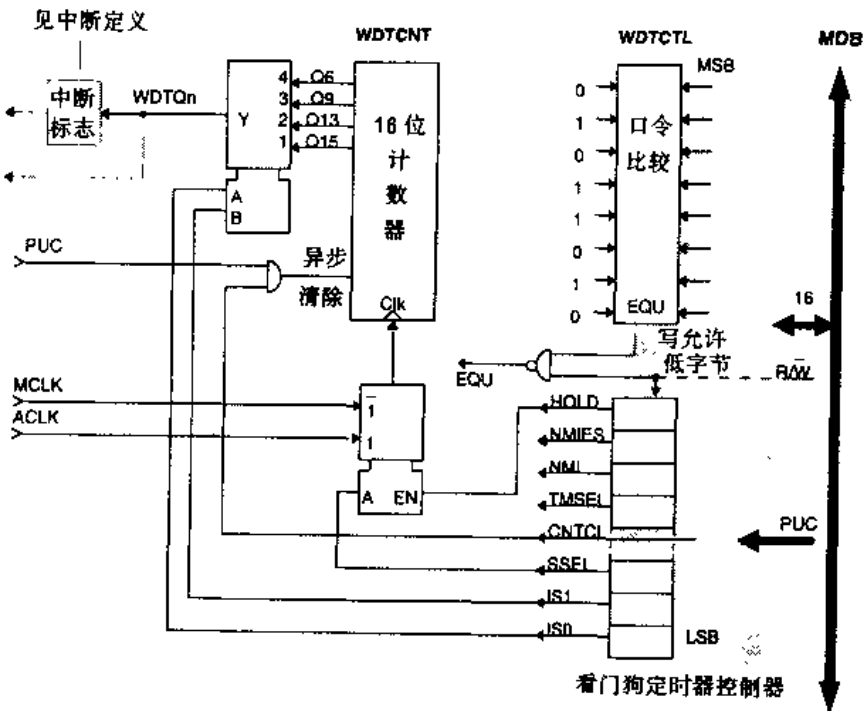 见中断定义
WDTCNT
WDTCTL
MDB
MSB
中断
标志
WDTQn
Y
4
3
2
1
Q6
Q9
Q13
Q15
16位
计
数
器
Clk
A
B
0
1
0
1
1
0
1
0
口令
比较
EQU
PUC
异步
清除
16
写允许
低字节
EQU
R/W
MCLK
ACLK
1
1
A
EN
HOLD
NMIES
NMI
TMSEL
CNTCL
SSEL
IS1
IS0
PUC
LSB
看门狗定时器控制器